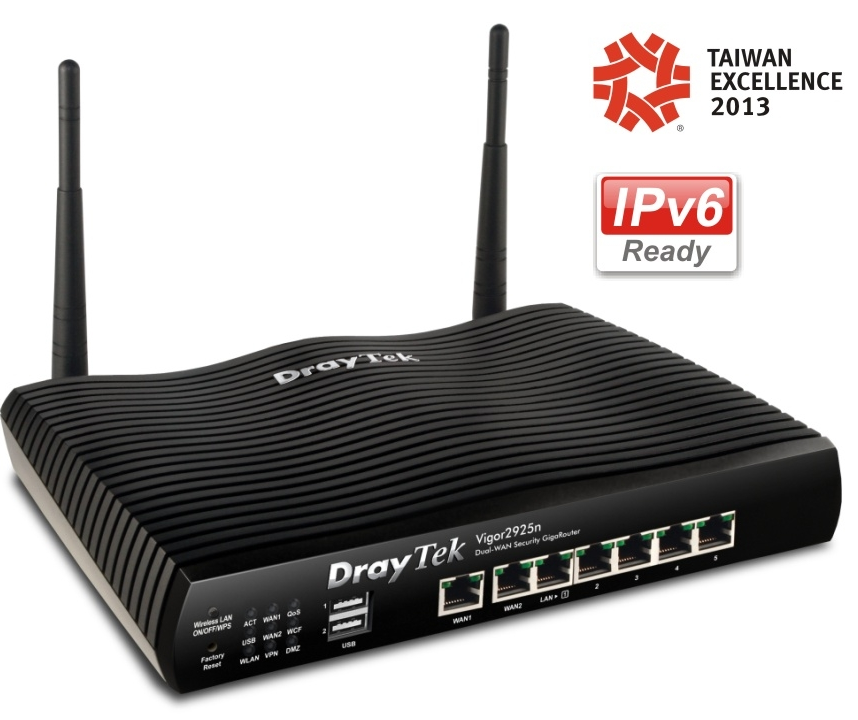 TAIWAN
EXCELLENCE
2013
®
IPv6
Ready
DrayTek
Vigor2925n
Dual-WAN Security GigaRouter
DrayTek
Wireless LAN
ON/OFF/WPS
Factory
Reset
ACT WAN1 QoS
USB WAN2 WCF
WLAN VPN DMZ
1
2
USB
WAN1 WAN2 LAN 1 2 3 4 5